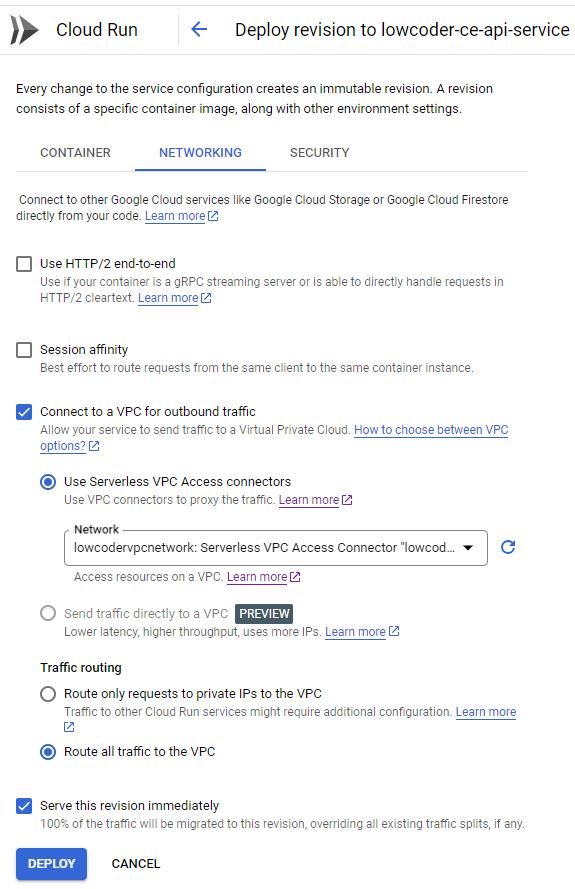 Cloud Run
Deploy revision to lowcoder-ce-api-service
Every change to the service configuration creates an immutable revision. A revision
consists of a specific container image, along with other environment settings.
CONTAINER
NETWORKING
SECURITY
Connect to other Google Cloud services like Google Cloud Storage or Google Cloud Firestore
directly from your code. Learn more
Use HTTP/2 end-to-end
Use if your container is a gRPC streaming server or is able to directly handle requests in
HTTP/2 cleartext. Learn more
Session affinity
Best effort to route requests from the same client to the same container instance.
Connect to a VPC for outbound traffic
Allow your service to send traffic to a Virtual Private Cloud. How to choose between VPC
options?
Use Serverless VPC Access connectors
Use VPC connectors to proxy the traffic. Learn more
Network
lowcodervpcnetwork: Serverless VPC Access Connector "lowcod...
Access resources on a VPC. Learn more
Send traffic directly to a VPC PREVIEW
Lower latency, higher throughput, uses more IPs. Learn more
Traffic routing
Route only requests to private IPs to the VPC
Traffic to other Cloud Run services might require additional configuration. Learn more
Route all traffic to the VPC
Serve this revision immediately
100% of the traffic will be migrated to this revision, overriding all existing traffic splits, if any.
DEPLOY
CANCEL